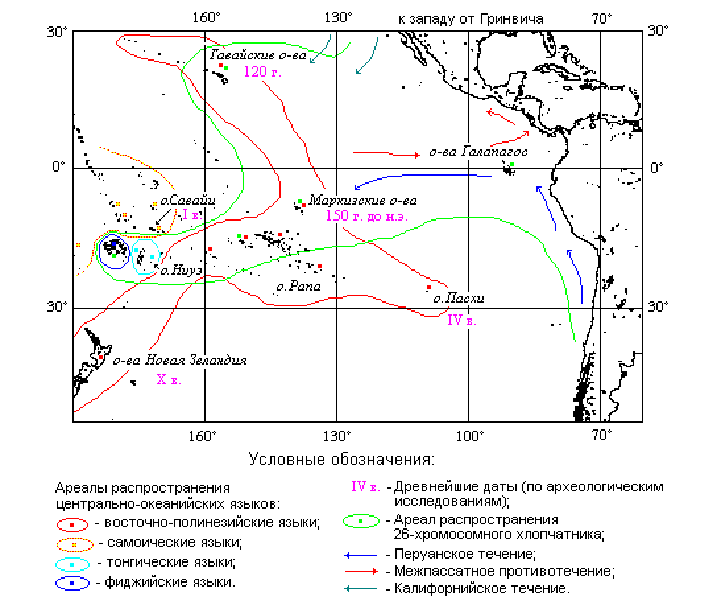 160° 130° к западу от Гринвича 70°
30° 30°
Гавайские о-ва
120 г.
о-ва Галапагос
0° 0°
о.Савайи
I в.
Маркизские о-ва
150 г. до н.э.
о.Ниуэ
о.Рапа
о.Пасхи
30° 30°
IV в.
о-ва Новая Зеландия
X в.
160° 130° 100° 70°
Условные обозначения:
Ареалы распространения
центрально-океанийских языков:
- восточно-полинезийские языки;
- самоические языки;
- тонгические языки;
- фиджийские языки.
IV в. - Древнейшие даты (по археологическим
исследованиям);
- Ареал распространения
26-хромосомного хлопчатника;
- Перуанское течение;
- Межпассатное противотечение;
- Калифорнийское течение.